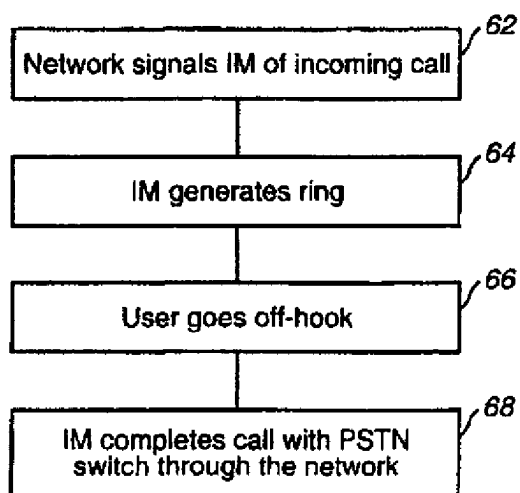 62
Network signals IM of incoming call
64
IM generates ring
66
User goes off-hook
68
IM completes call with PSTN
switch through the network